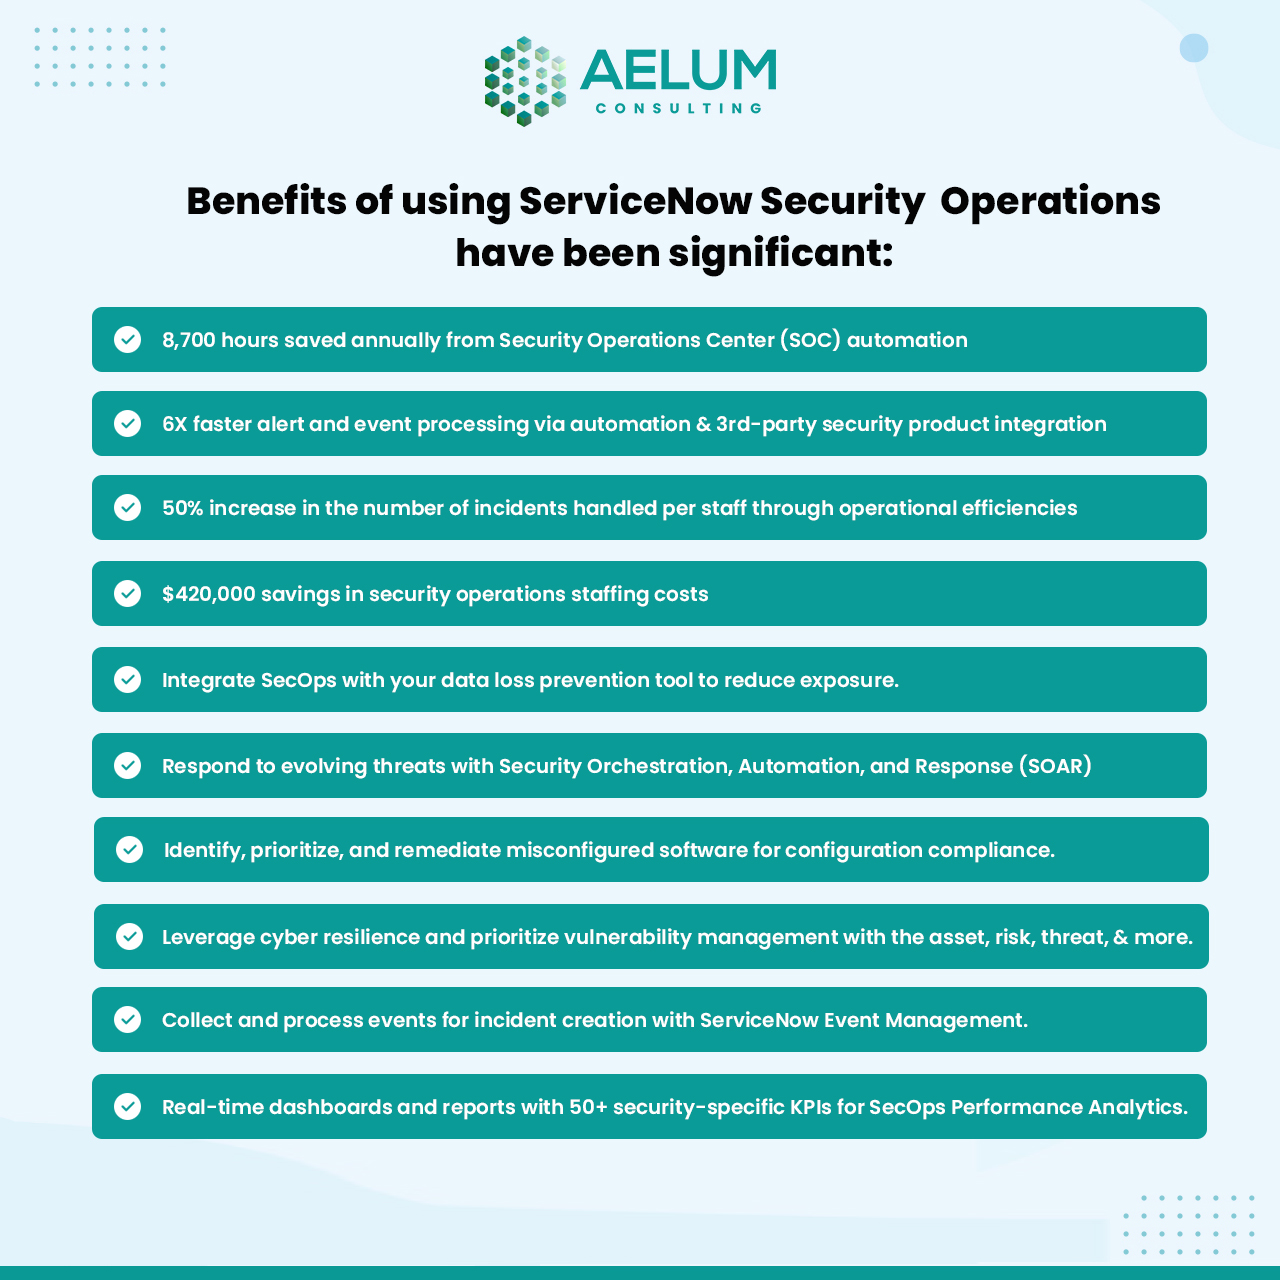 AELUM
CONSULTING
Benefits of using ServiceNow Security Operations
have been significant:
8,700 hours saved annually from Security Operations Center (SOC) automation
6X faster alert and event processing via automation & 3rd-party security product integration
50% increase in the number of incidents handled per staff through operational efficiencies
$420,000 savings in security operations staffing costs
Integrate SecOps with your data loss prevention tool to reduce exposure.
Respond to evolving threats with Security Orchestration, Automation, and Response (SOAR)
Identify, prioritize, and remediate misconfigured software for configuration compliance.
Leverage cyber resilience and prioritize vulnerability management with the asset, risk, threat, & more.
Collect and process events for incident creation with ServiceNow Event Management.
Real-time dashboards and reports with 50+ security-specific KPIs for SecOps Performance Analytics.